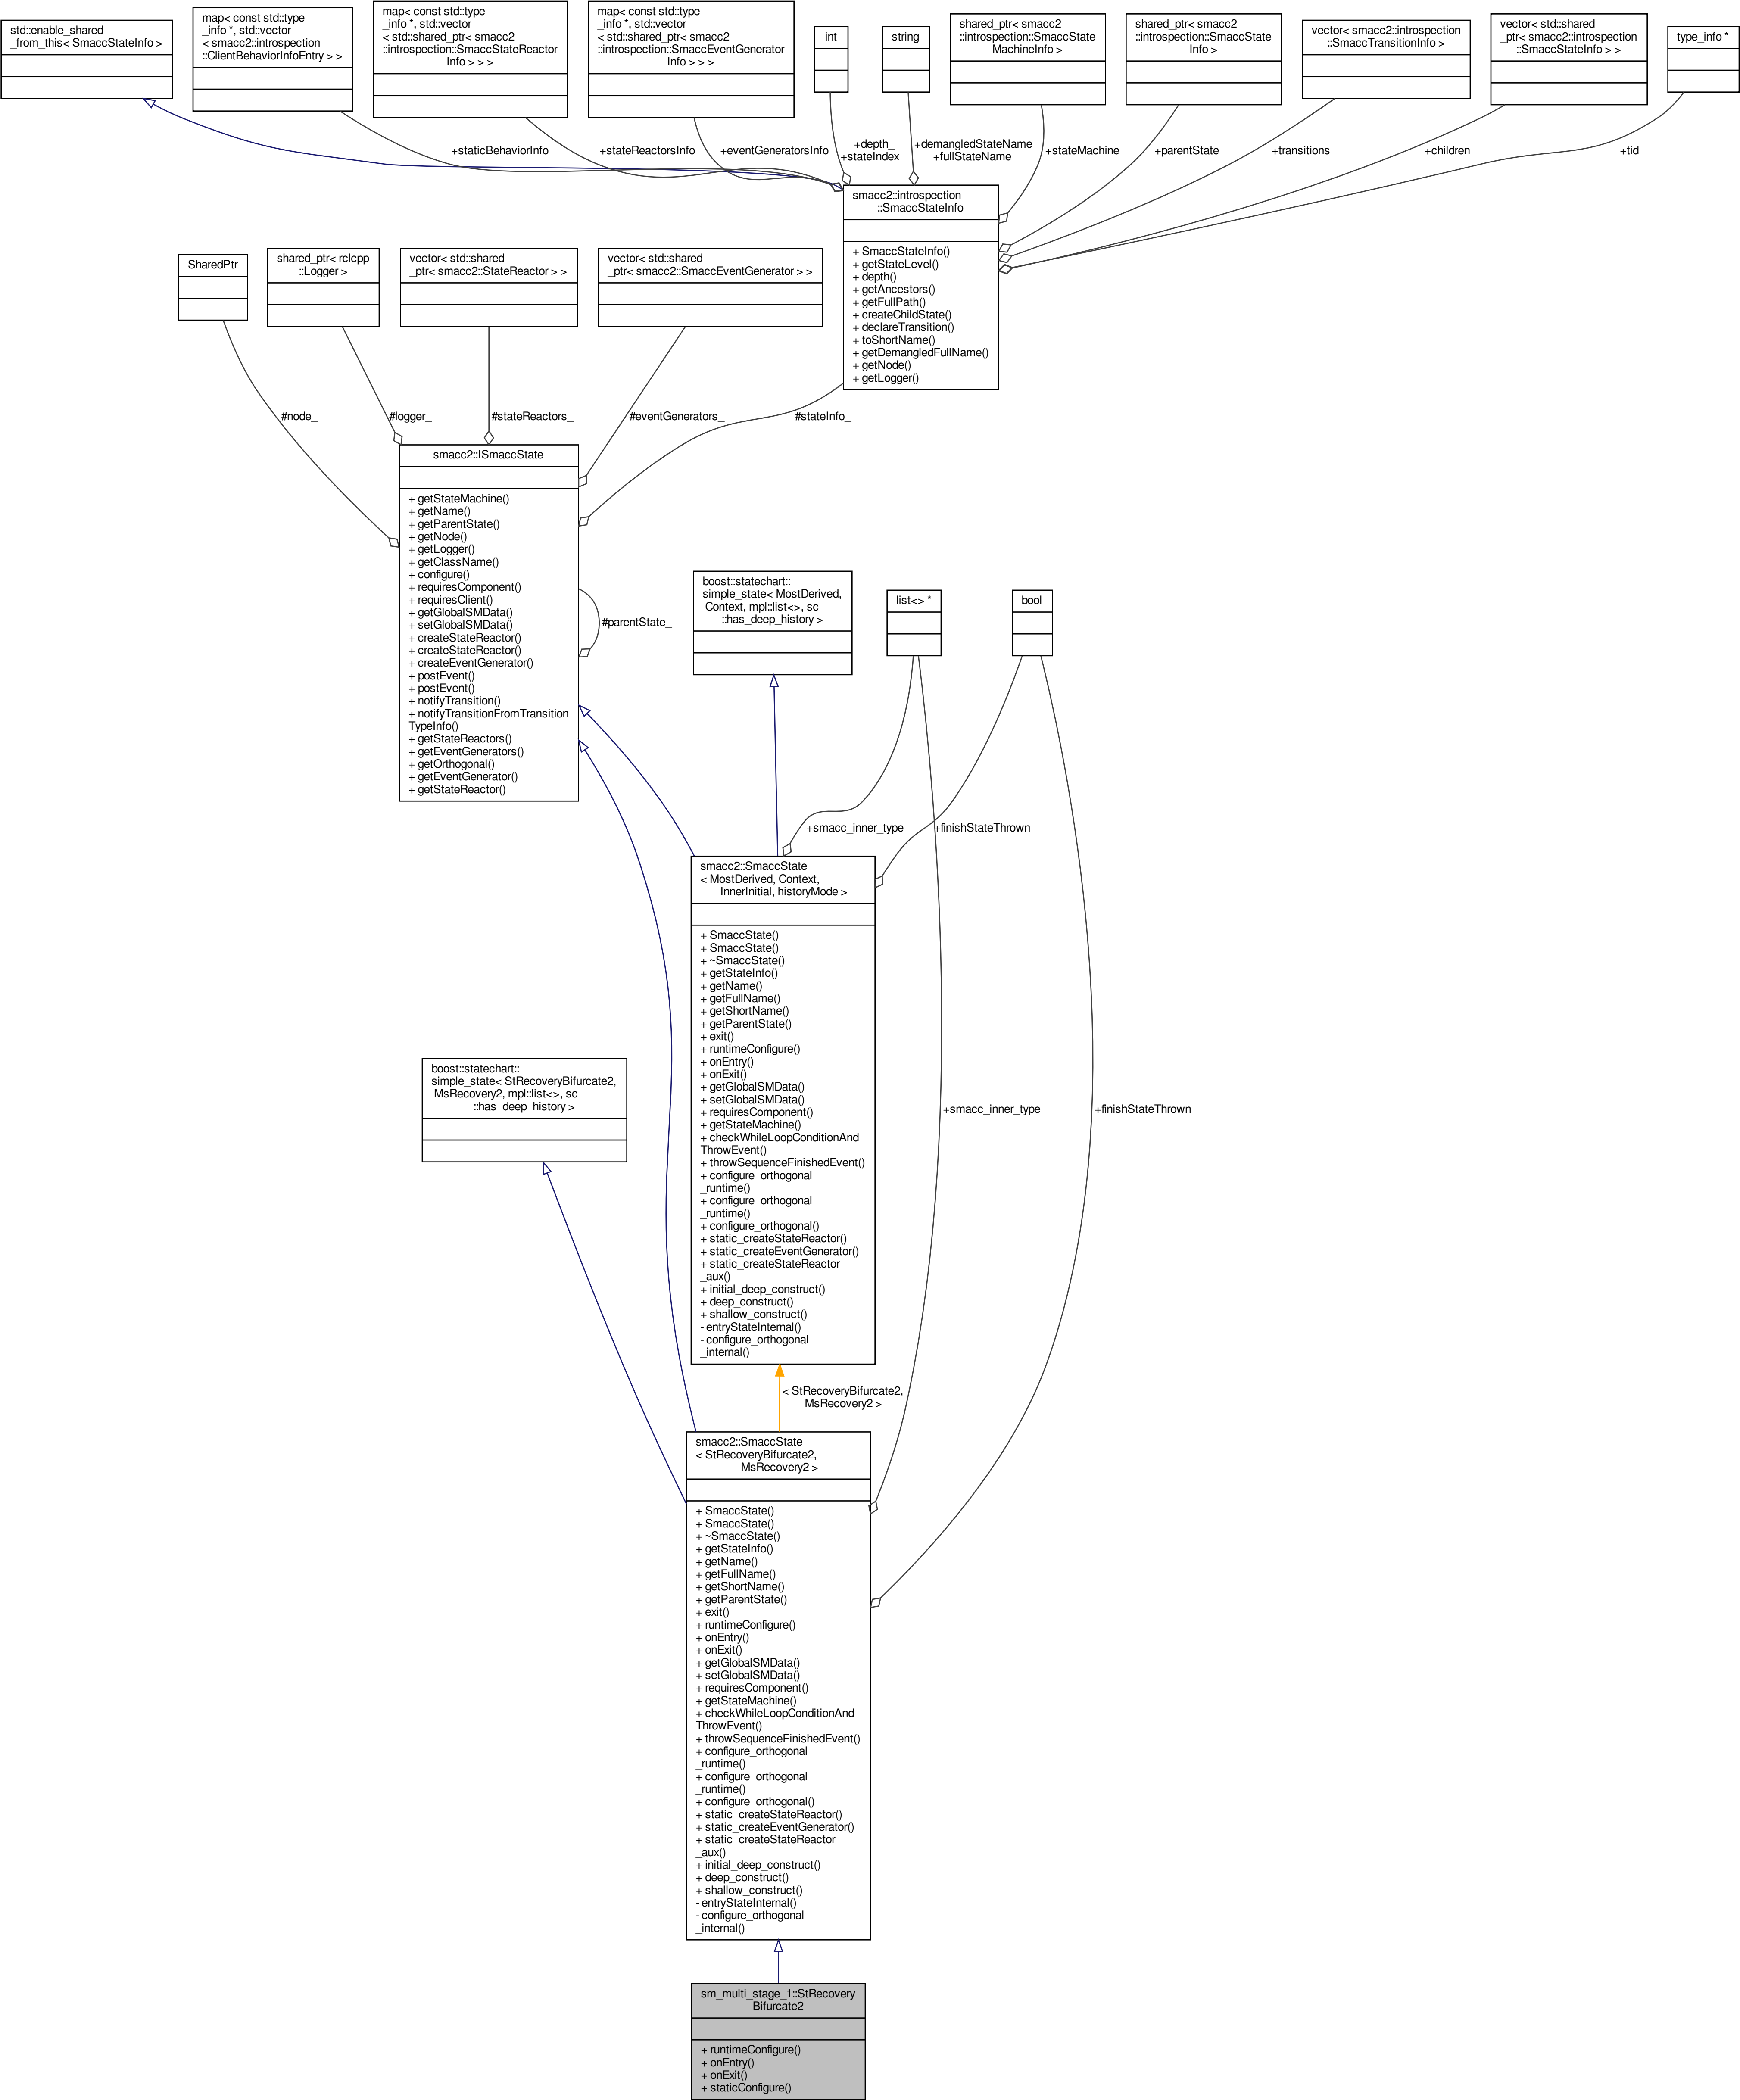 std::enable_shared
_from_this< SmaccStateInfo >
map< const std::type
_info *, std::vector
< smacc2::introspection
::ClientBehaviorInfoEntry > >
map< const std::type
_info *, std::vector
< std::shared_ptr< smacc2
::introspection::SmaccStateReactor
Info > > >
map< const std::type
_info *, std::vector
< std::shared_ptr< smacc2
::introspection::SmaccEventGenerator
Info > > >
int
string
shared_ptr< smacc2
::introspection::SmaccState
MachineInfo >
shared_ptr< smacc2
::introspection::SmaccState
Info >
vector< smacc2::introspection
::SmaccTransitionInfo >
vector< std::shared
_ptr< smacc2::introspection
::SmaccStateInfo > >
type_info *
+staticBehaviorInfo
+stateReactorsInfo
+eventGeneratorsInfo
+depth_
+stateIndex_
+demangledStateName
+fullStateName
+stateMachine_
+parentState_
+transitions_
+children_
+tid_
smacc2::introspection
::SmaccStateInfo
+ SmaccStateInfo()
+ getStateLevel()
+ depth()
+ getAncestors()
+ getFullPath()
+ createChildState()
+ declareTransition()
+ toShortName()
+ getDemangledFullName()
+ getNode()
+ getLogger()
SharedPtr
shared_ptr< rclcpp
::Logger >
vector< std::shared
_ptr< smacc2::StateReactor > >
vector< std::shared
_ptr< smacc2::SmaccEventGenerator > >
#node_
#logger_
#stateReactors_
#eventGenerators_
#stateInfo_
smacc2::ISmaccState
+ getStateMachine()
+ getName()
+ getParentState()
+ getNode()
+ getLogger()
+ getClassName()
+ configure()
+ requiresComponent()
+ requiresClient()
+ getGlobalSMData()
+ setGlobalSMData()
+ createStateReactor()
+ createStateReactor()
+ createEventGenerator()
+ postEvent()
+ postEvent()
+ notifyTransition()
+ notifyTransitionFromTransition
TypeInfo()
+ getStateReactors()
+ getEventGenerators()
+ getOrthogonal()
+ getEventGenerator()
+ getStateReactor()
#parentState_
boost::statechart::
simple_state< MostDerived,
Context, mpl::list<>, sc
::has_deep_history >
list<> *
bool
+smacc_inner_type
+finishStateThrown
smacc2::SmaccState
< MostDerived, Context,
InnerInitial, historyMode >
+ SmaccState()
+ SmaccState()
+ ~SmaccState()
+ getStateInfo()
+ getName()
+ getFullName()
+ getShortName()
+ getParentState()
+ exit()
+ runtimeConfigure()
+ onEntry()
+ onExit()
+ getGlobalSMData()
+ setGlobalSMData()
+ requiresComponent()
+ getStateMachine()
+ checkWhileLoopConditionAnd
ThrowEvent()
+ throwSequenceFinishedEvent()
+ configure_orthogonal
_runtime()
+ configure_orthogonal
_runtime()
+ configure_orthogonal()
+ static_createStateReactor()
+ static_createEventGenerator()
+ static_createStateReactor
_aux()
+ initial_deep_construct()
+ deep_construct()
+ shallow_construct()
- entryStateInternal()
- configure_orthogonal
_internal()
boost::statechart::
simple_state< StRecoveryBifurcate2,
MsRecovery2, mpl::list<>, sc
::has_deep_history >
+smacc_inner_type
+finishStateThrown
< StRecoveryBifurcate2,
MsRecovery2 >
smacc2::SmaccState
< StRecoveryBifurcate2,
MsRecovery2 >
+ SmaccState()
+ SmaccState()
+ ~SmaccState()
+ getStateInfo()
+ getName()
+ getFullName()
+ getShortName()
+ getParentState()
+ exit()
+ runtimeConfigure()
+ onEntry()
+ onExit()
+ getGlobalSMData()
+ setGlobalSMData()
+ requiresComponent()
+ getStateMachine()
+ checkWhileLoopConditionAnd
ThrowEvent()
+ throwSequenceFinishedEvent()
+ configure_orthogonal
_runtime()
+ configure_orthogonal
_runtime()
+ configure_orthogonal()
+ static_createStateReactor()
+ static_createEventGenerator()
+ static_createStateReactor
_aux()
+ initial_deep_construct()
+ deep_construct()
+ shallow_construct()
- entryStateInternal()
- configure_orthogonal
_internal()
sm_multi_stage_1::StRecovery
Bifurcate2
+ runtimeConfigure()
+ onEntry()
+ onExit()
+ staticConfigure()